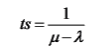 ts = 1 / (μ − λ)